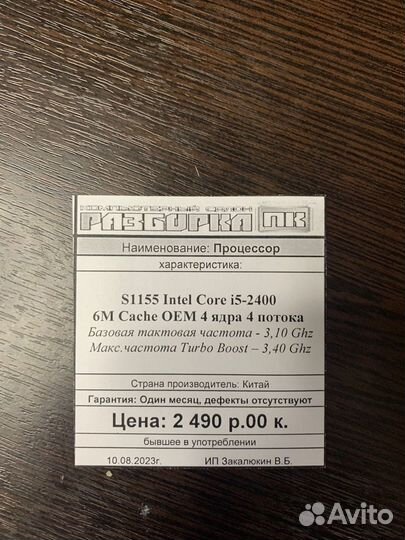 КОМПЬЮТЕРНЫЙ САЛОН
РАЗБОРКА ПК
Наименование: Процессор
характеристика:
S1155 Intel Core i5-2400
6M Cache OEM 4 ядра 4 потока
Базовая тактовая частота - 3,10 Ghz
Макс.частота Turbo Boost – 3,40 Ghz
Страна производитель: Китай
Гарантия: Один месяц, дефекты отсутствуют
Цена: 2 490 р.00 к.
бывшее в употреблении
10.08.2023г. ИП Закалюкин В.Б.
Avito